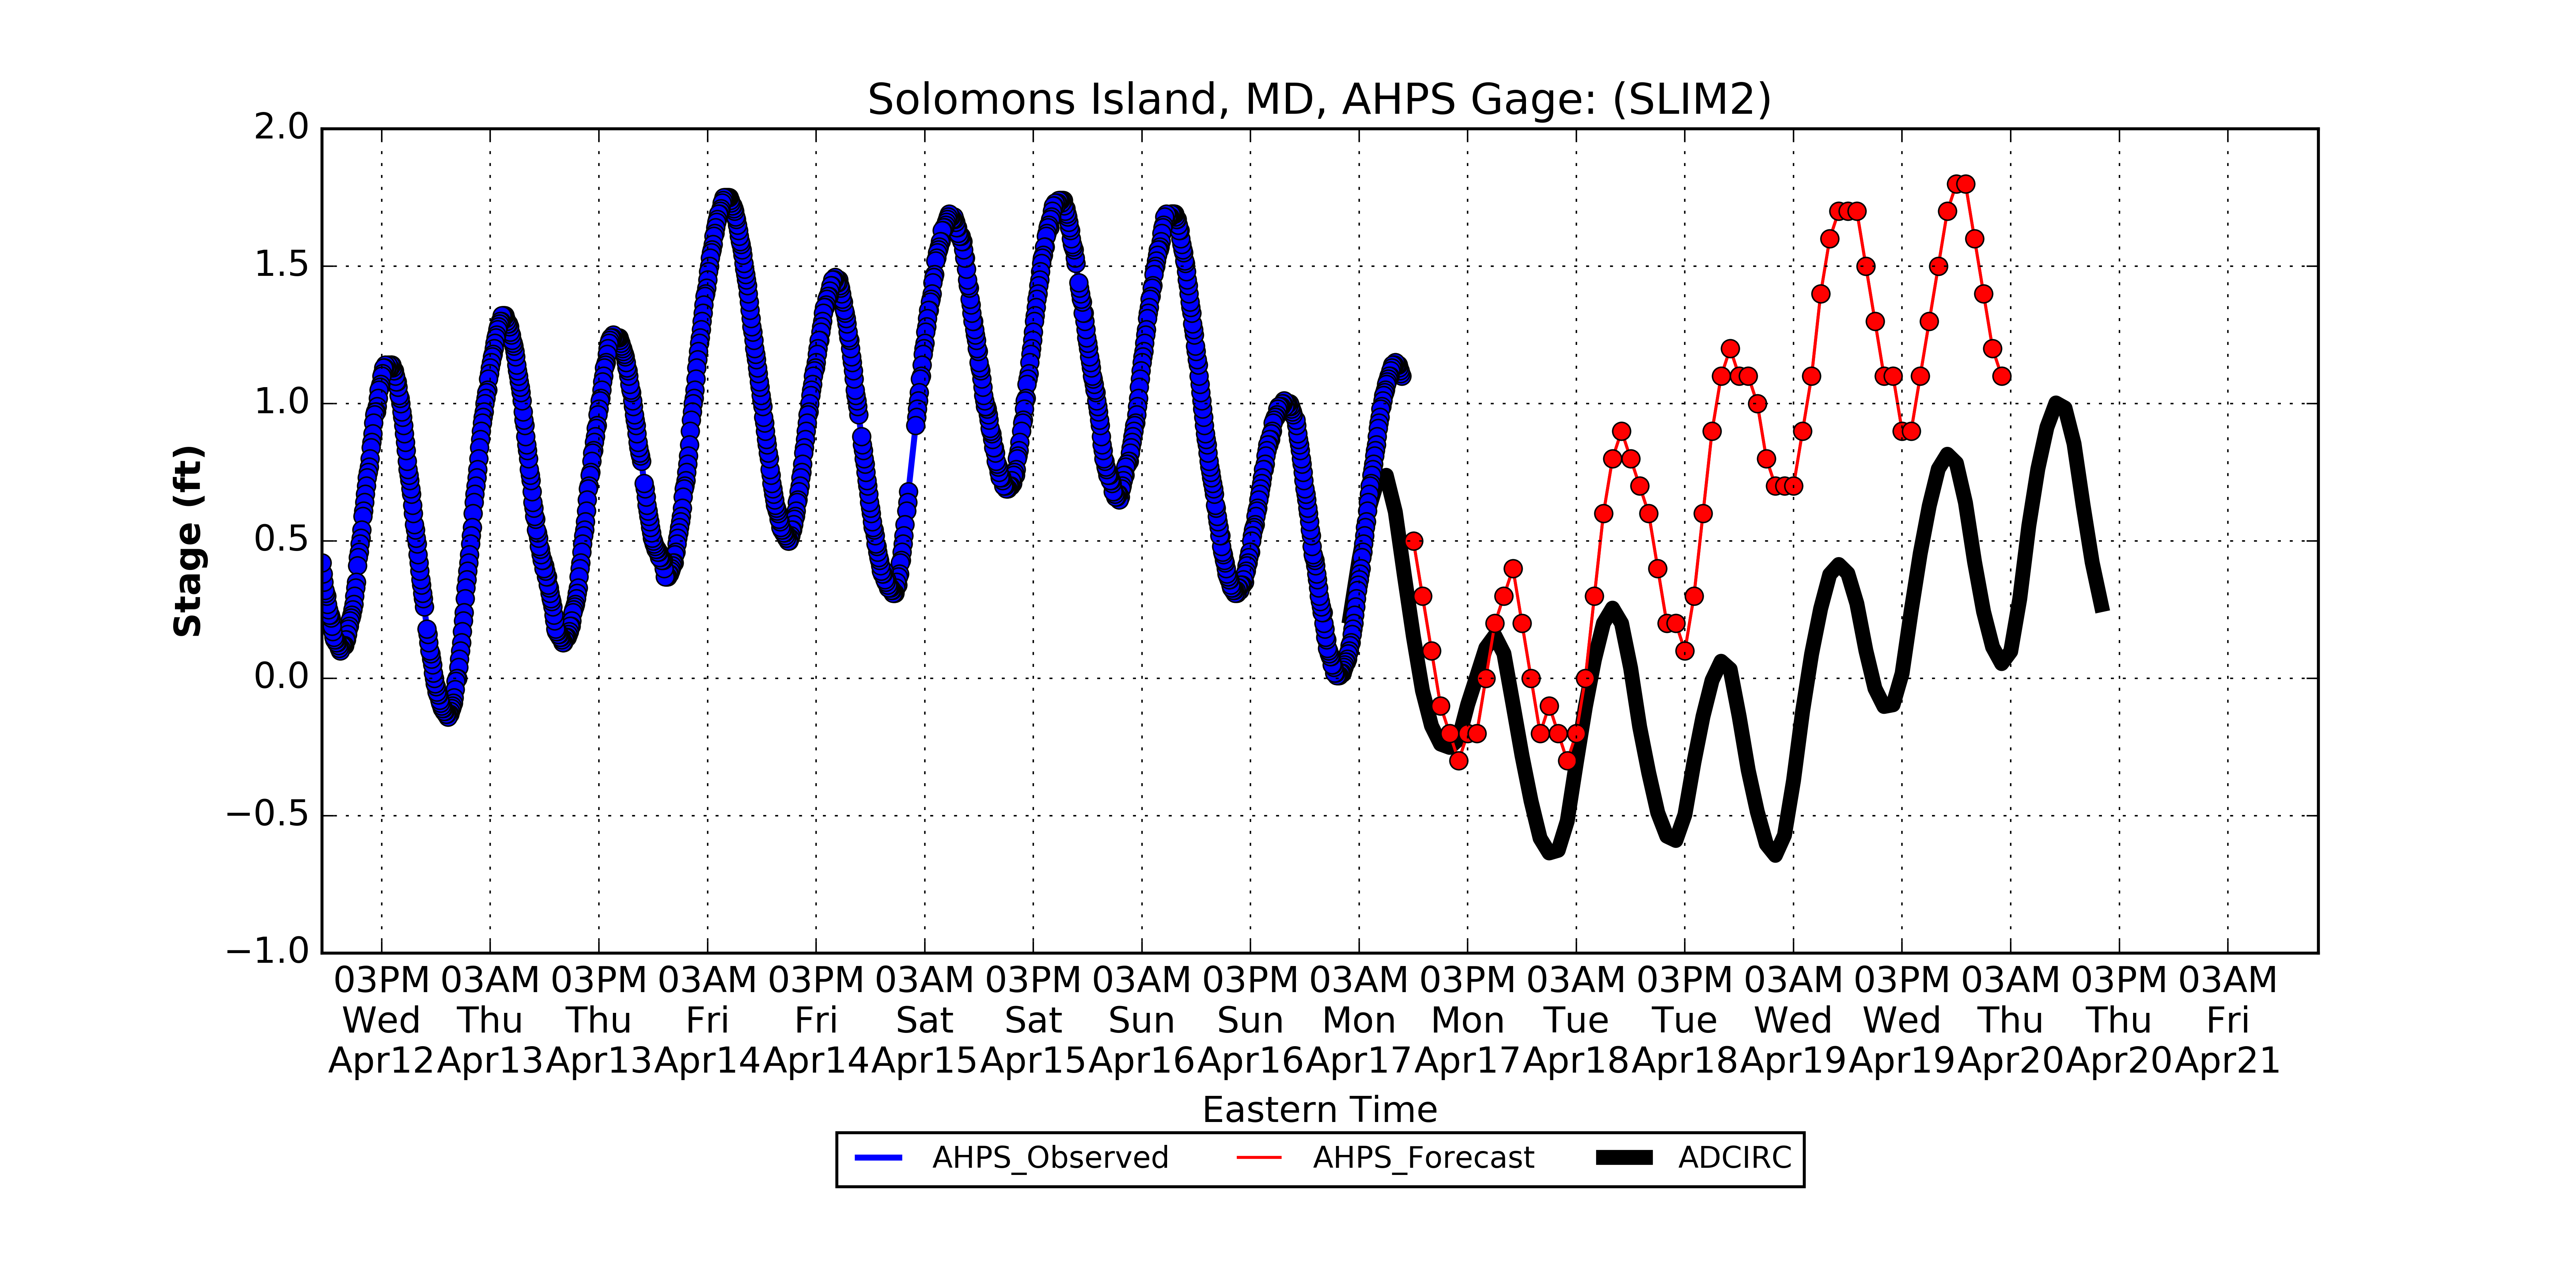 Solomons Island, MD, AHPS Gage: (SLIM2)
2.0
1.5
1.0
0.5
0.0
−0.5
−1.0
Stage (ft)
03PM 03AM 03PM 03AM 03PM 03AM 03PM 03AM 03PM 03AM 03PM 03AM 03PM 03AM 03PM 03AM 03PM 03AM
Wed Thu Thu Fri Fri Sat Sat Sun Sun Mon Mon Tue Tue Wed Wed Thu Thu Fri
Apr12 Apr13 Apr13 Apr14 Apr14 Apr15 Apr15 Apr16 Apr16 Apr17 Apr17 Apr18 Apr18 Apr19 Apr19 Apr20 Apr20 Apr21
Eastern Time
AHPS_Observed AHPS_Forecast ADCIRC